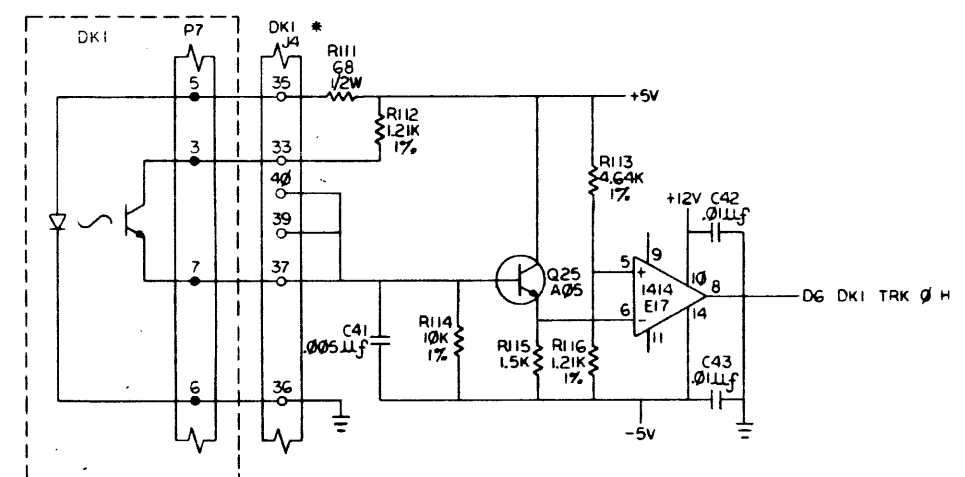 DK1
P7
DK1 *
J4
R111
68
1/2W
5
35
+5V
R112
1.21K
1%
3
33
R113
4.64K
1%
40
+12V
C42
.01µf
39
9
5
+
10
7
37
Q25
A05
1414
E17
8
D6 DK1 TRK 0 H
6
-
14
11
C41
.005µf
R114
10K
1%
R115
1.5K
R116
1.21K
1%
C43
.01µf
6
36
-5V